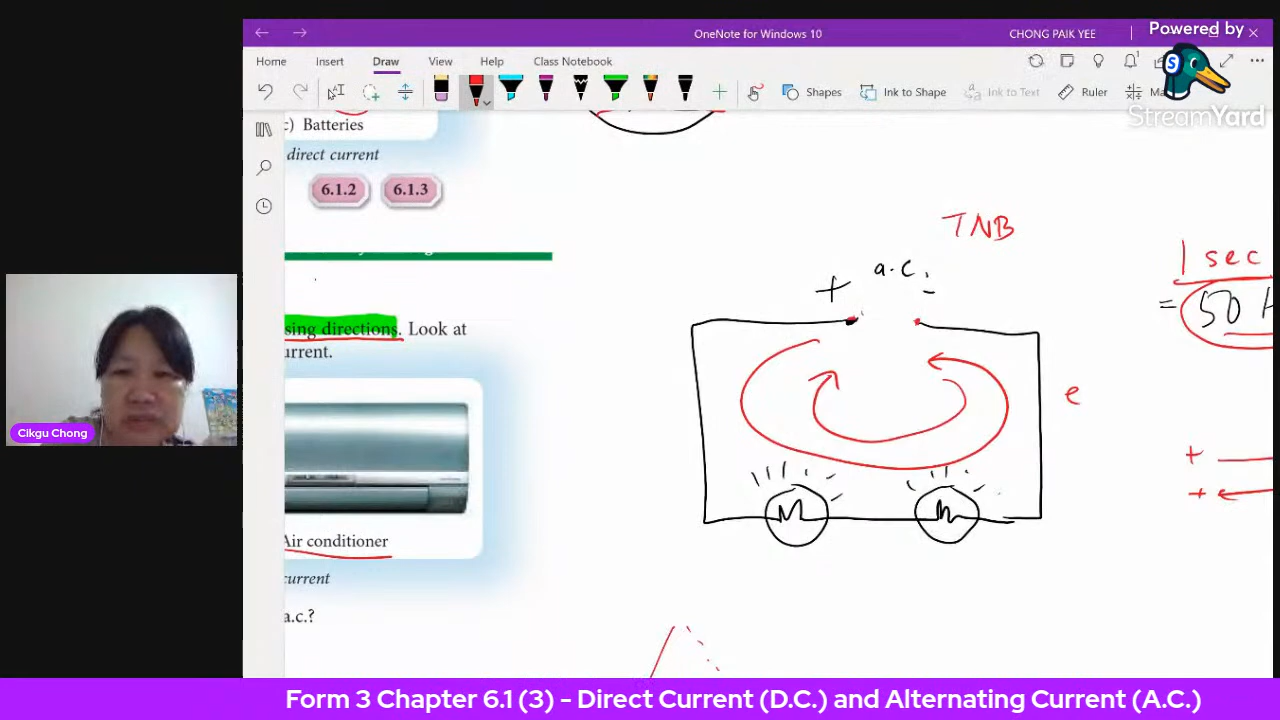 OneNote for Windows 10
CHONG PAIK YEE
Powered by
StreamYard
Home Insert Draw View Help Class Notebook
Shapes
Ink to Shape
Ink to Text
Ruler
c) Batteries
direct current
6.1.2 6.1.3
sing directions. Look at
urrent.
Air conditioner
current
a.c.?
TNB
a.c.
+ -
1 sec
= 50 H
e
+
+
Cikgu Chong
Form 3 Chapter 6.1 (3) - Direct Current (D.C.) and Alternating Current (A.C.)